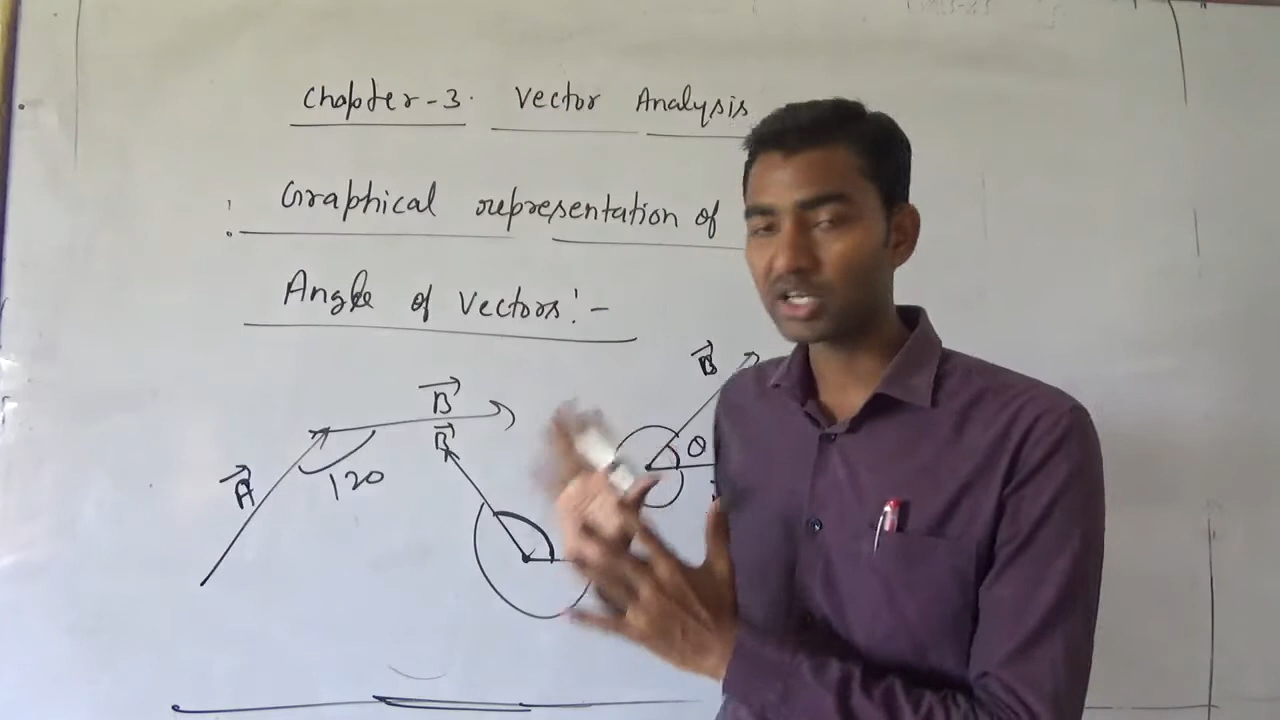 Chapter-3. Vector Analysis
Graphical representation of
Angle of Vectors:-
B
B
B
A
120
θ